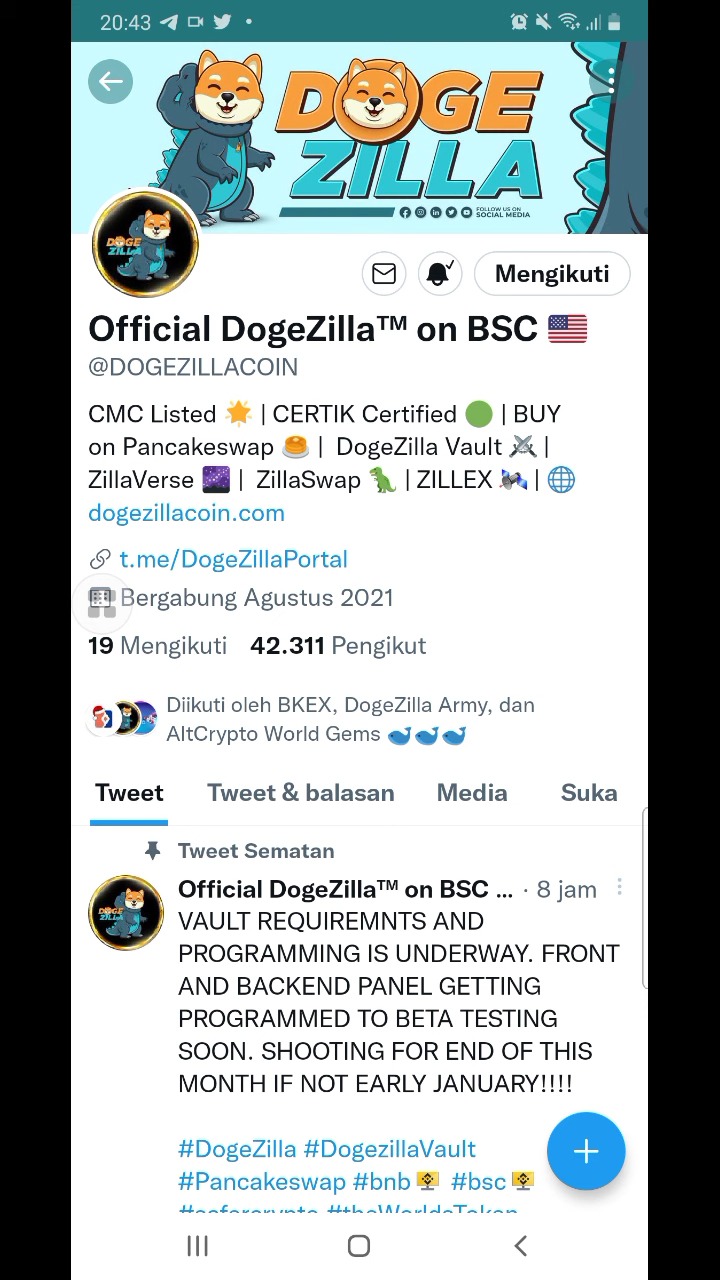 20:43
DOGE
ZILLA
FOLLOW US ON
SOCIAL MEDIA
DOGE
ZILLA
Mengikuti
Official DogeZilla™ on BSC 🇺🇸
@DOGEZILLACOIN
CMC Listed 🌟 | CERTIK Certified 🟢 | BUY
on Pancakeswap 🥞 | DogeZilla Vault ⚔️ |
ZillaVerse 🌌 | ZillaSwap 🦖 | ZILLEX 🛰️ | 🌐
dogezillacoin.com
t.me/DogeZillaPortal
Bergabung Agustus 2021
19 Mengikuti 42.311 Pengikut
Diikuti oleh BKEX, DogeZilla Army, dan
AltCrypto World Gems 🐳🐳🐳
Tweet Tweet & balasan Media Suka
Tweet Sematan
Official DogeZilla™ on BSC ... · 8 jam
DOGE
ZILLA
VAULT REQUIREMNTS AND
PROGRAMMING IS UNDERWAY. FRONT
AND BACKEND PANEL GETTING
PROGRAMMED TO BETA TESTING
SOON. SHOOTING FOR END OF THIS
MONTH IF NOT EARLY JANUARY!!!!
#DogeZilla #DogezillaVault
#Pancakeswap #bnb #bsc